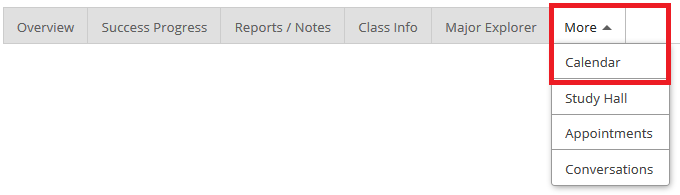 Overview Success Progress Reports / Notes Class Info Major Explorer More
Calendar
Study Hall
Appointments
Conversations